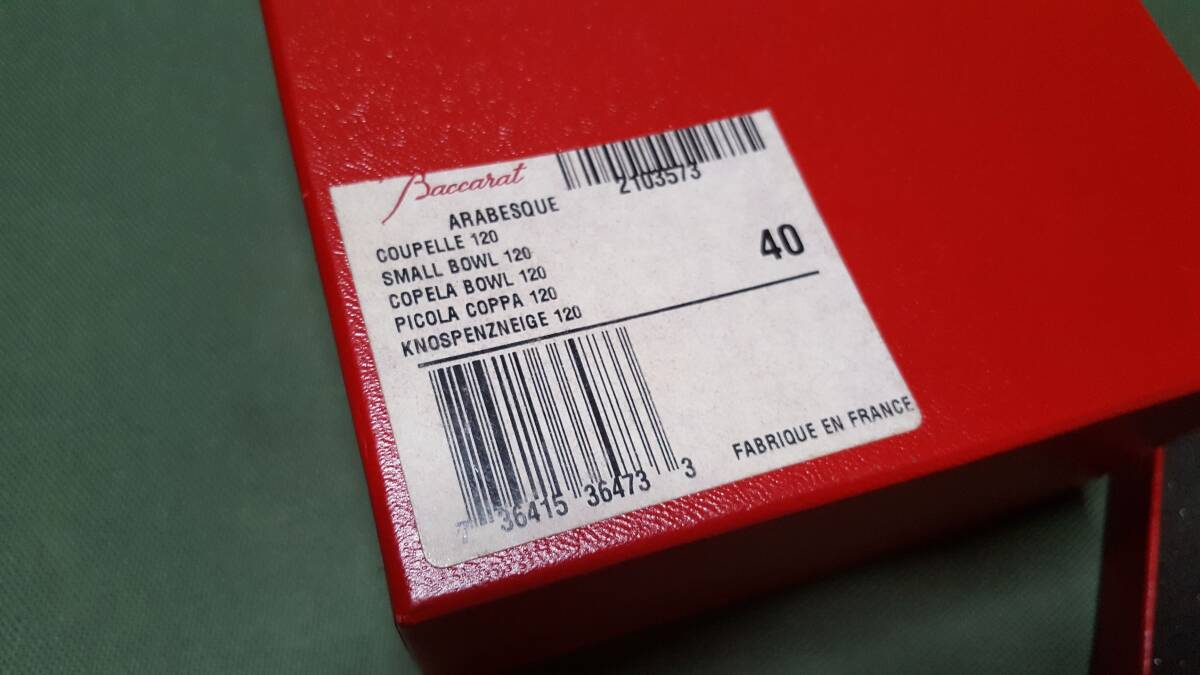 Baccarat
2103573
ARABESQUE
COUPELLE 120
SMALL BOWL 120
COPELA BOWL 120
PICOLA COPPA 120
KNOSPENZNEIGE 120
40
7 36415 36473 3
FABRIQUE EN FRANCE